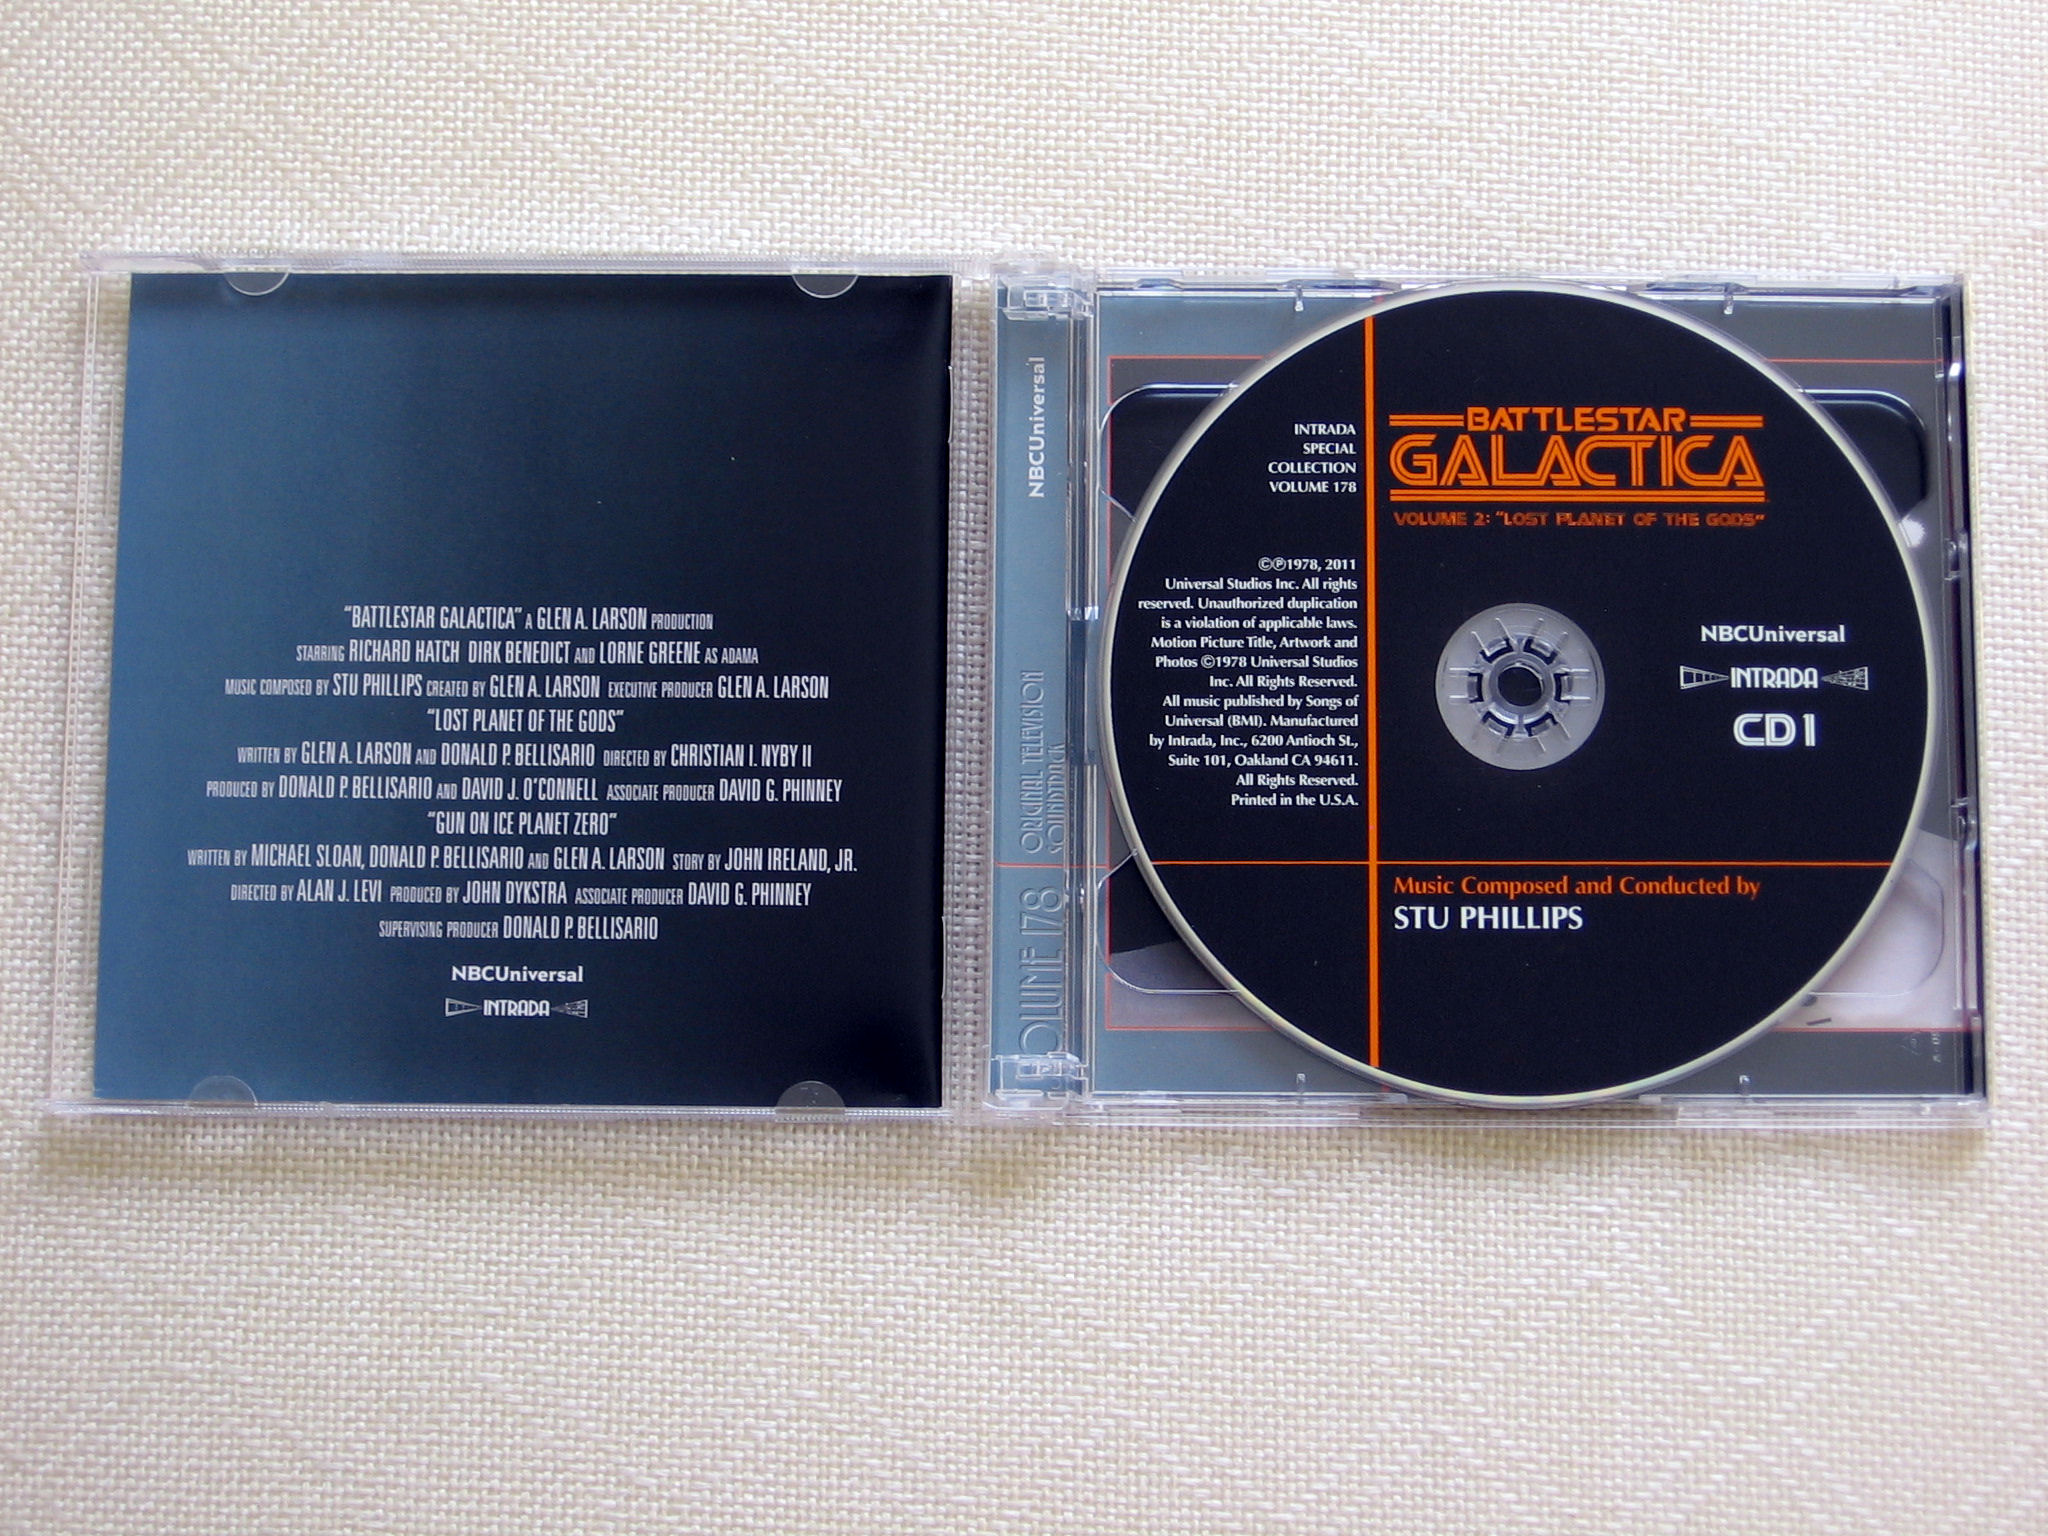 “BATTLESTAR GALACTICA” A GLEN A. LARSON PRODUCTION
STARRING RICHARD HATCH DIRK BENEDICT AND LORNE GREENE AS ADAMA
MUSIC COMPOSED BY STU PHILLIPS CREATED BY GLEN A. LARSON EXECUTIVE PRODUCER GLEN A. LARSON
“LOST PLANET OF THE GODS”
WRITTEN BY GLEN A. LARSON AND DONALD P. BELLISARIO DIRECTED BY CHRISTIAN I. NYBY II
PRODUCED BY DONALD P. BELLISARIO AND DAVID J. O’CONNELL ASSOCIATE PRODUCER DAVID G. PHINNEY
“GUN ON ICE PLANET ZERO”
WRITTEN BY MICHAEL SLOAN, DONALD P. BELLISARIO AND GLEN A. LARSON STORY BY JOHN IRELAND, JR.
DIRECTED BY ALAN J. LEVI PRODUCED BY JOHN DYKSTRA ASSOCIATE PRODUCER DAVID G. PHINNEY
SUPERVISING PRODUCER DONALD P. BELLISARIO
NBCUniversal
INTRADA
NBCUniversal
ORIGINAL TELEVISION
SOUNDTRACK
VOLUME 178
INTRADA
SPECIAL
COLLECTION
VOLUME 178
©℗1978, 2011
Universal Studios Inc. All rights
reserved. Unauthorized duplication
is a violation of applicable laws.
Motion Picture Title, Artwork and
Photos ©1978 Universal Studios
Inc. All Rights Reserved.
All music published by Songs of
Universal (BMI). Manufactured
by Intrada, Inc., 6200 Antioch St.,
Suite 101, Oakland CA 94611.
All Rights Reserved.
Printed in the U.S.A.
BATTLESTAR
GALACTICA
VOLUME 2: “LOST PLANET OF THE GODS”
NBCUniversal
INTRADA
CD 1
Music Composed and Conducted by
STU PHILLIPS